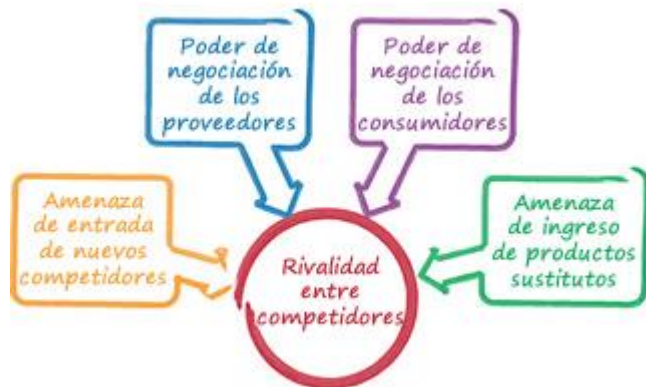 Poder de
negociación
de los
proveedores
Poder de
negociación
de los
consumidores
Amenaza
de entrada
de nuevos
competidores
Rivalidad
entre
competidores
Amenaza
de ingreso
de productos
sustitutos